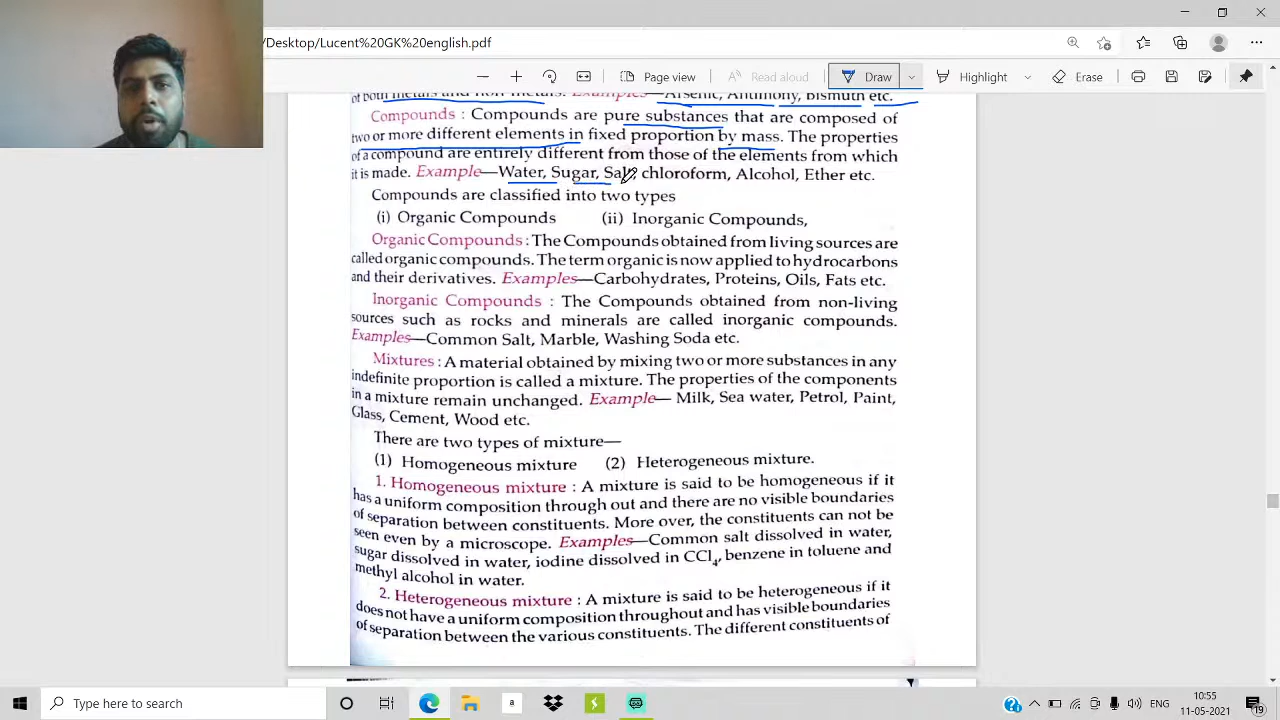 /Desktop/Lucent%20GK%20english.pdf
Page view
Read aloud
Draw
Highlight
Erase
of both metals and non-metals. Examples—Arsenic, Antimony, Bismuth etc.
Compounds : Compounds are pure substances that are composed of
two or more different elements in fixed proportion by mass. The properties
of a compound are entirely different from those of the elements from which
it is made. Example—Water, Sugar, Salt chloroform, Alcohol, Ether etc.
Compounds are classified into two types
(i) Organic Compounds (ii) Inorganic Compounds,
Organic Compounds : The Compounds obtained from living sources are
called organic compounds. The term organic is now applied to hydrocarbons
and their derivatives. Examples—Carbohydrates, Proteins, Oils, Fats etc.
Inorganic Compounds : The Compounds obtained from non-living
sources such as rocks and minerals are called inorganic compounds.
Examples—Common Salt, Marble, Washing Soda etc.
Mixtures : A material obtained by mixing two or more substances in any
indefinite proportion is called a mixture. The properties of the components
in a mixture remain unchanged. Example— Milk, Sea water, Petrol, Paint,
Glass, Cement, Wood etc.
There are two types of mixture—
(1) Homogeneous mixture (2) Heterogeneous mixture.
1. Homogeneous mixture : A mixture is said to be homogeneous if it
has a uniform composition through out and there are no visible boundaries
of separation between constituents. More over, the constituents can not be
seen even by a microscope. Examples—Common salt dissolved in water,
sugar dissolved in water, iodine dissolved in CCl₄, benzene in toluene and
methyl alcohol in water.
2. Heterogeneous mixture : A mixture is said to be heterogeneous if it
does not have a uniform composition throughout and has visible boundaries
of separation between the various constituents. The different constituents of
Type here to search
ENG
10:55
11-05-2021